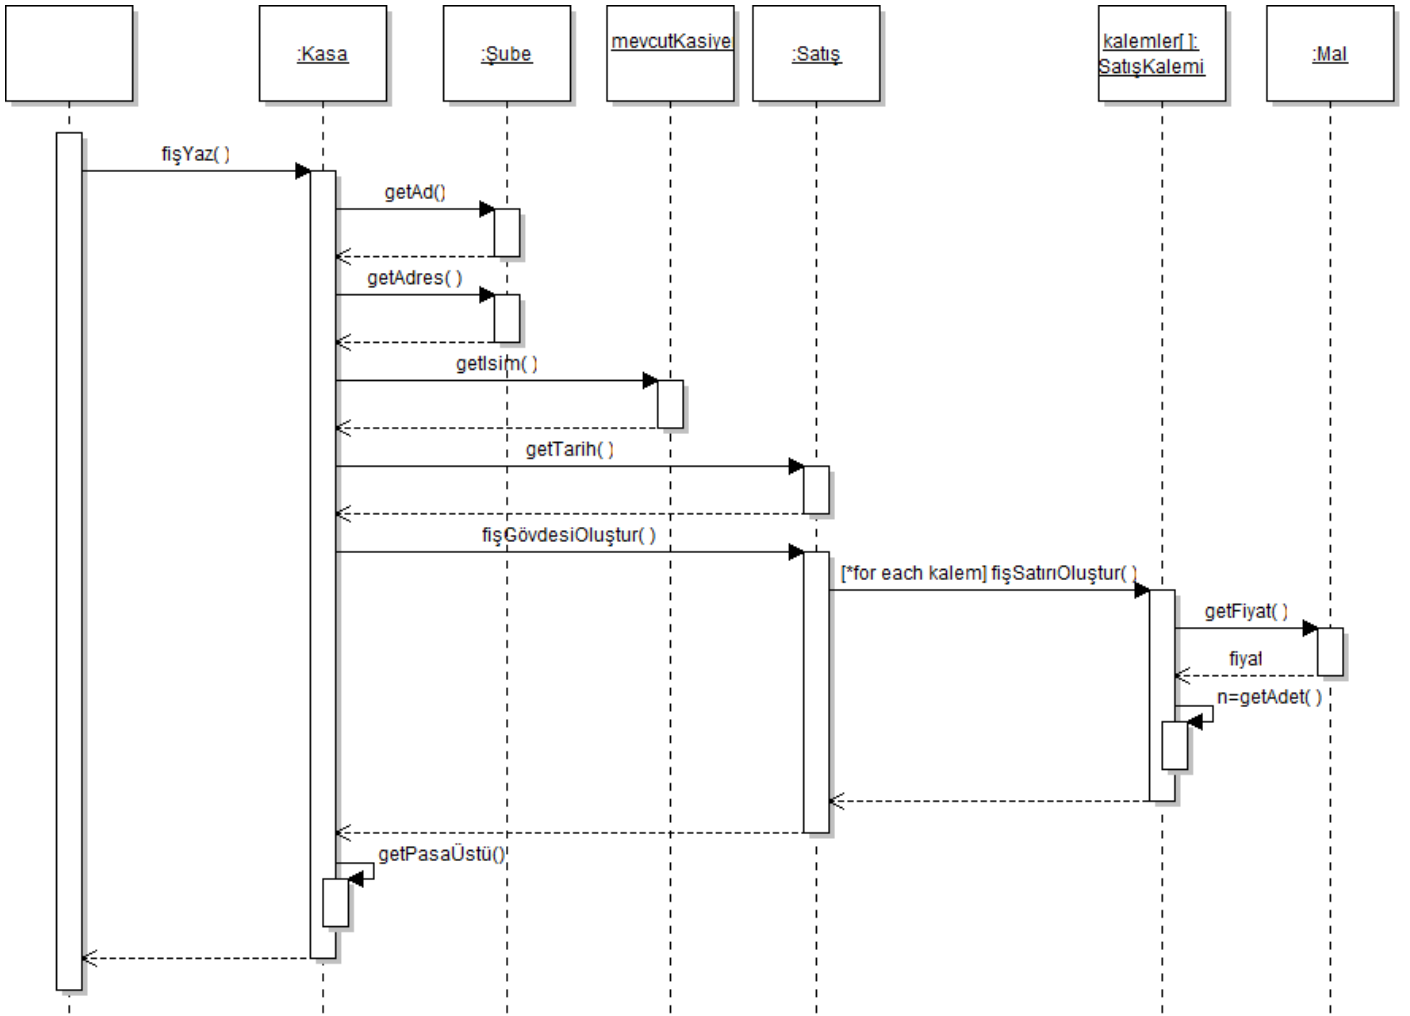 :Kasa
:Şube
mevcutKasiye
:Satış
kalemler[ ]:
SatışKalemi
:Mal
fişYaz( )
getAd()
getAdres( )
getIsim( )
getTarih( )
fişGövdesiOluştur( )
[*for each kalem] fişSatırıOluştur( )
getFiyat( )
fiyat
n=getAdet( )
getPasaÜstü()